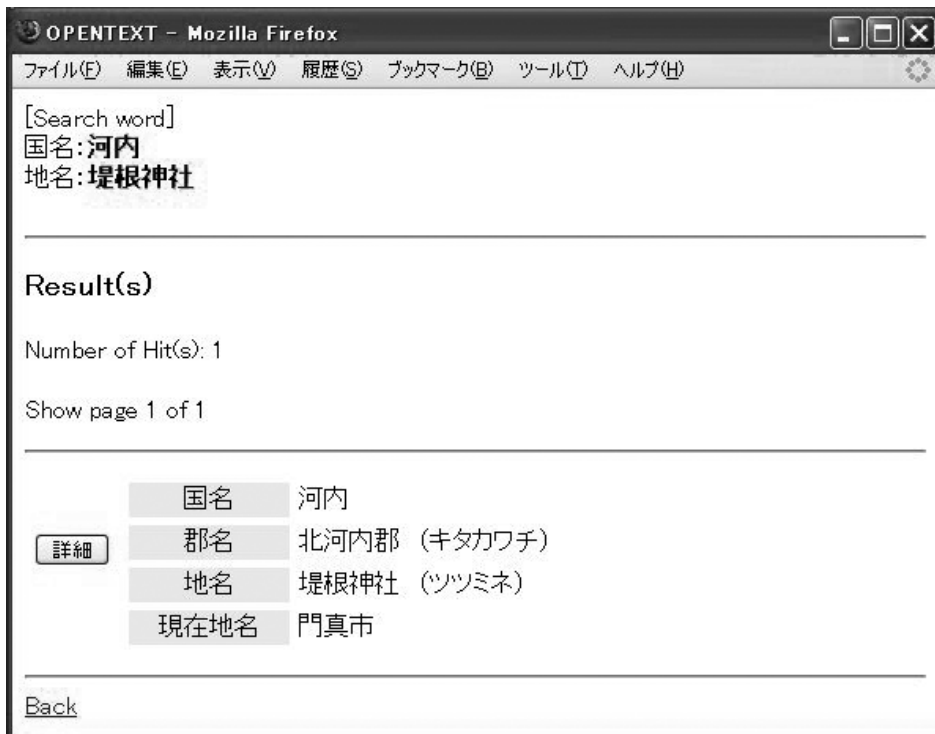 OPENTEXT - Mozilla Firefox
ファイル(F) 編集(E) 表示(V) 履歴(S) ブックマーク(B) ツール(T) ヘルプ(H)
[Search word]
国名:河内
地名:堤根神社
Result(s)
Number of Hit(s): 1
Show page 1 of 1
国名 河内
詳細 郡名 北河内郡 (キタカワチ)
地名 堤根神社 (ツツミネ)
現在地名 門真市
Back